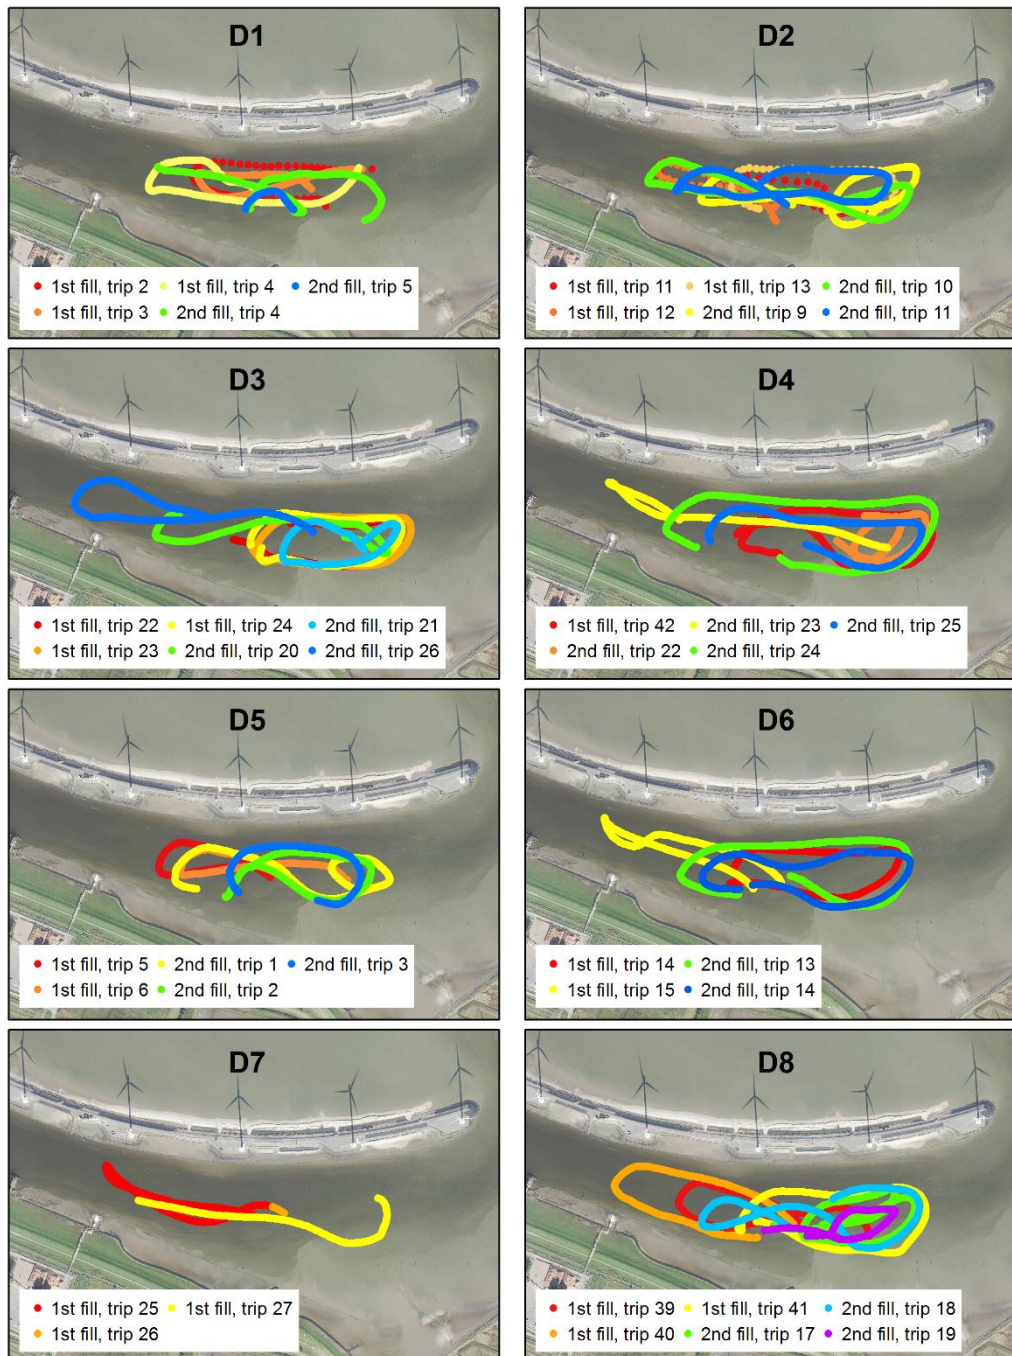 D1
1st fill, trip 2 1st fill, trip 4 2nd fill, trip 5
1st fill, trip 3 2nd fill, trip 4
D2
1st fill, trip 11 1st fill, trip 13 2nd fill, trip 10
1st fill, trip 12 2nd fill, trip 9 2nd fill, trip 11
D3
1st fill, trip 22 1st fill, trip 24 2nd fill, trip 21
1st fill, trip 23 2nd fill, trip 20 2nd fill, trip 26
D4
1st fill, trip 42 2nd fill, trip 23 2nd fill, trip 25
2nd fill, trip 22 2nd fill, trip 24
D5
1st fill, trip 5 2nd fill, trip 1 2nd fill, trip 3
1st fill, trip 6 2nd fill, trip 2
D6
1st fill, trip 14 2nd fill, trip 13
1st fill, trip 15 2nd fill, trip 14
D7
1st fill, trip 25 1st fill, trip 27
1st fill, trip 26
D8
1st fill, trip 39 1st fill, trip 41 2nd fill, trip 18
1st fill, trip 40 2nd fill, trip 17 2nd fill, trip 19